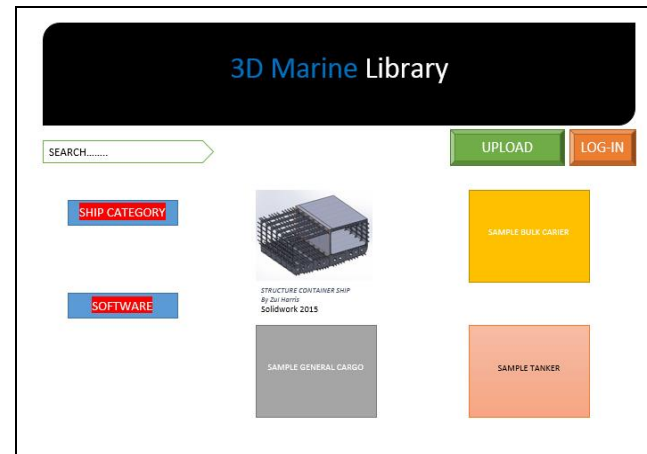 3D Marine Library
SEARCH........
UPLOAD
LOG-IN
SHIP CATEGORY
SOFTWARE
STRUCTURE CONTAINER SHIP
By Zul Harris
Solidwork 2015
SAMPLE BULK CARIER
SAMPLE GENERAL CARGO
SAMPLE TANKER